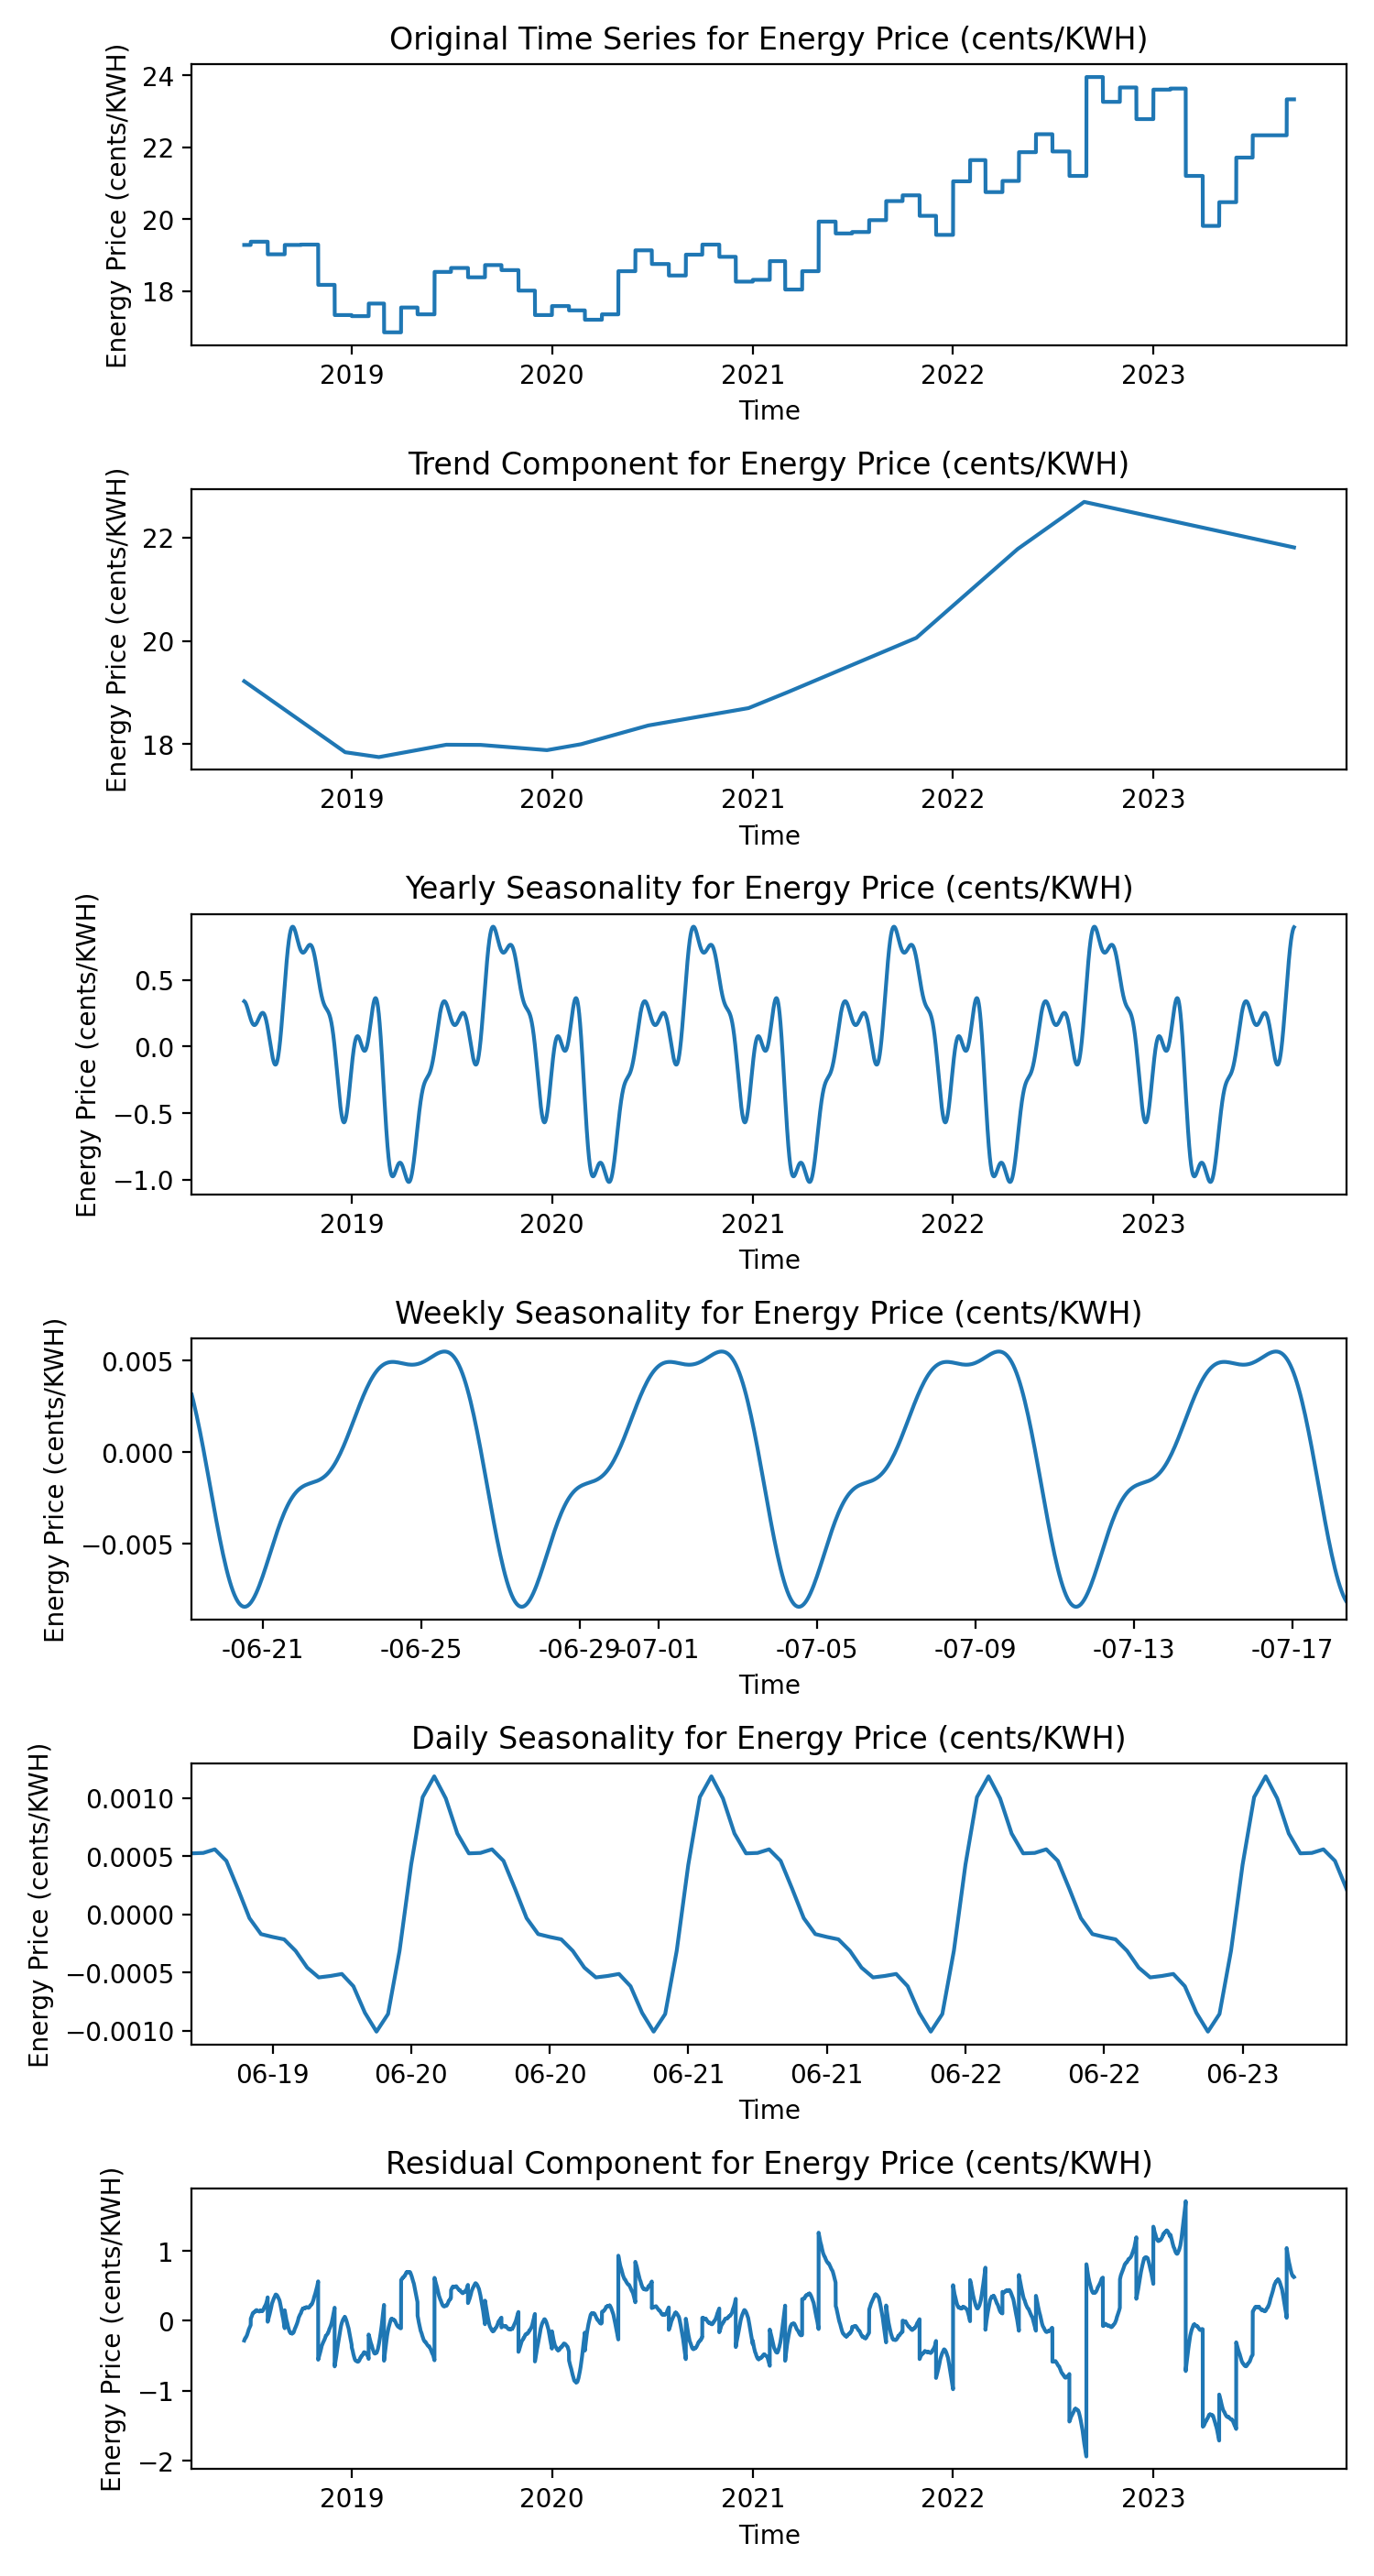 Original Time Series for Energy Price (cents/KWH)
Energy Price (cents/KWH)
24
22
20
18
2019 2020 2021 2022 2023
Time
Trend Component for Energy Price (cents/KWH)
Energy Price (cents/KWH)
22
20
18
2019 2020 2021 2022 2023
Time
Yearly Seasonality for Energy Price (cents/KWH)
Energy Price (cents/KWH)
0.5
0.0
−0.5
−1.0
2019 2020 2021 2022 2023
Time
Weekly Seasonality for Energy Price (cents/KWH)
Energy Price (cents/KWH)
0.005
0.000
−0.005
-06-21 -06-25 -06-29 -07-01 -07-05 -07-09 -07-13 -07-17
Time
Daily Seasonality for Energy Price (cents/KWH)
Energy Price (cents/KWH)
0.0010
0.0005
0.0000
−0.0005
−0.0010
06-19 06-20 06-20 06-21 06-21 06-22 06-22 06-23
Time
Residual Component for Energy Price (cents/KWH)
Energy Price (cents/KWH)
1
0
−1
−2
2019 2020 2021 2022 2023
Time